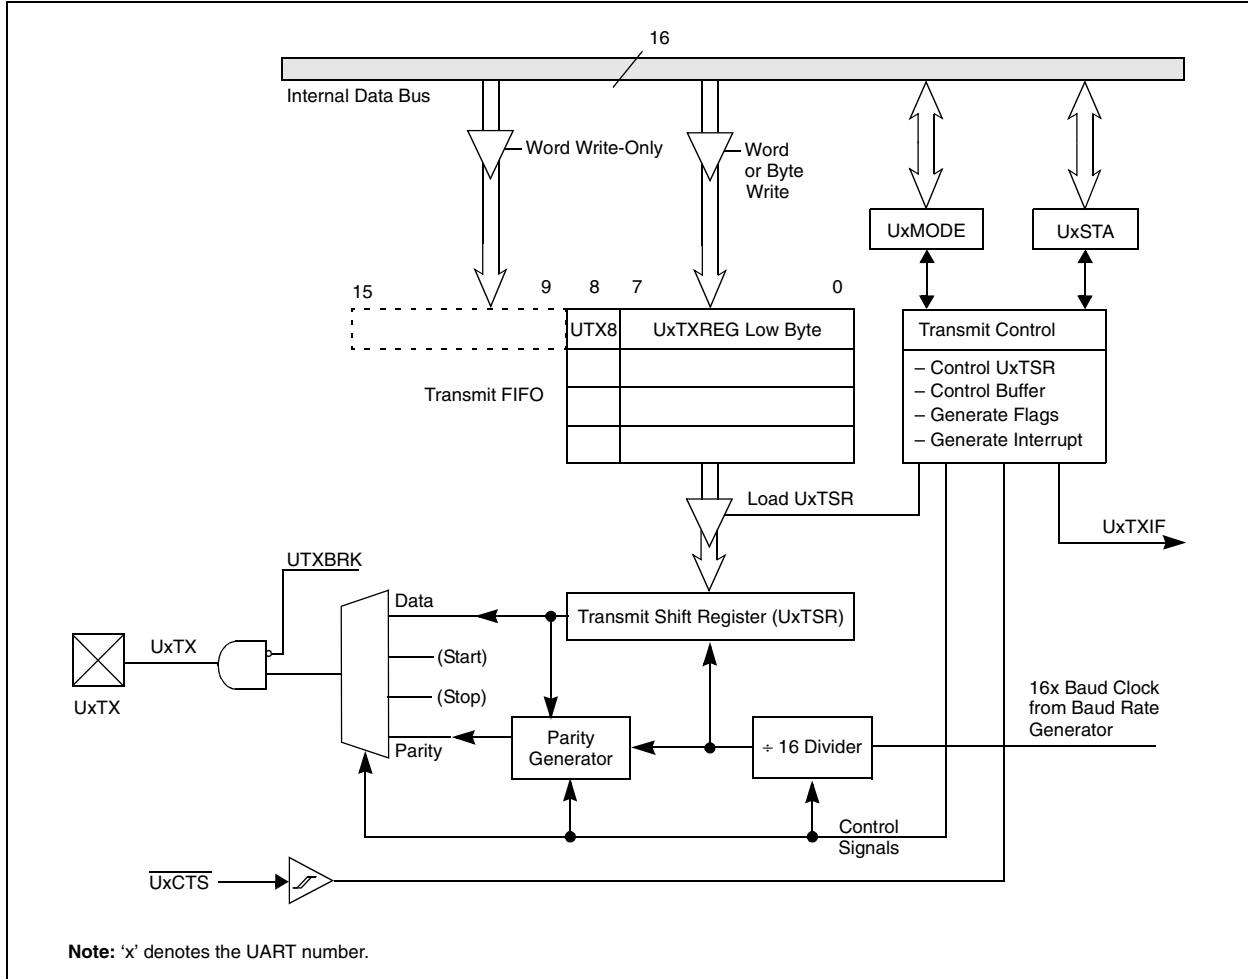 16
Internal Data Bus
Word Write-Only
Word
or Byte
Write
UxMODE
UxSTA
15
9
8
7
0
UTX8
UxTXREG Low Byte
Transmit FIFO
Transmit Control
– Control UxTSR
– Control Buffer
– Generate Flags
– Generate Interrupt
Load UxTSR
UxTXIF
UTXBRK
Data
Transmit Shift Register (UxTSR)
UxTX
(Start)
(Stop)
UxTX
16x Baud Clock
from Baud Rate
Generator
Parity
Parity
Generator
÷ 16 Divider
Control
Signals
UxCTS
Note: ‘x’ denotes the UART number.